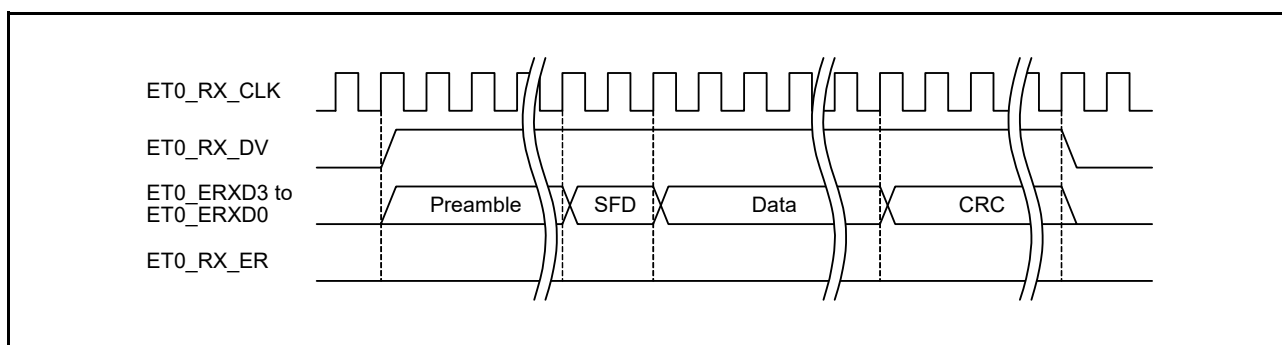 ET0_RX_CLK
ET0_RX_DV
ET0_ERXD3 to
ET0_ERXD0
Preamble SFD Data CRC
ET0_RX_ER